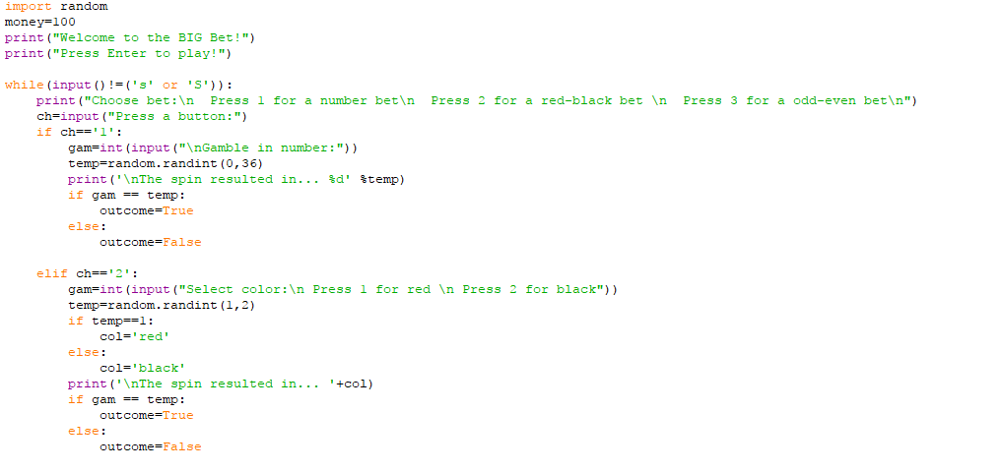 import random
money=100
print("Welcome to the BIG Bet!")
print("Press Enter to play!")
while(input()!=('s' or 'S')):
    print("Choose bet:\n  Press 1 for a number bet\n  Press 2 for a red-black bet \n  Press 3 for a odd-even bet\n")
    ch=input("Press a button:")
    if ch=='1':
        gam=int(input("\nGamble in number:"))
        temp=random.randint(0,36)
        print('\nThe spin resulted in... %d' %temp)
        if gam == temp:
            outcome=True
        else:
            outcome=False
    elif ch=='2':
        gam=int(input("Select color:\n Press 1 for red \n Press 2 for black"))
        temp=random.randint(1,2)
        if temp==1:
            col='red'
        else:
            col='black'
        print('\nThe spin resulted in... '+col)
        if gam == temp:
            outcome=True
        else:
            outcome=False